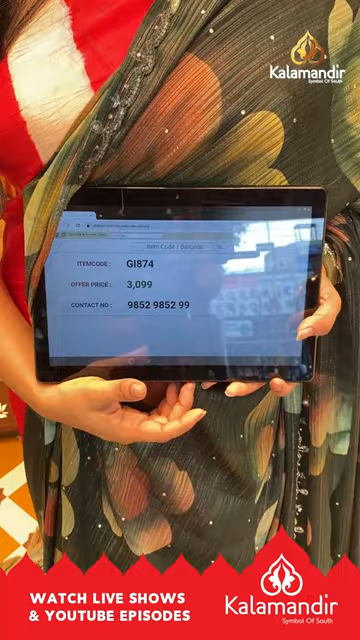 Kalamandir
Symbol Of South
Item Code / Barcode
ITEMCODE : GI874
OFFER PRICE : 3,099
CONTACT NO : 9852 9852 99
WATCH LIVE SHOWS
& YOUTUBE EPISODES
Kalamandir
Symbol Of South